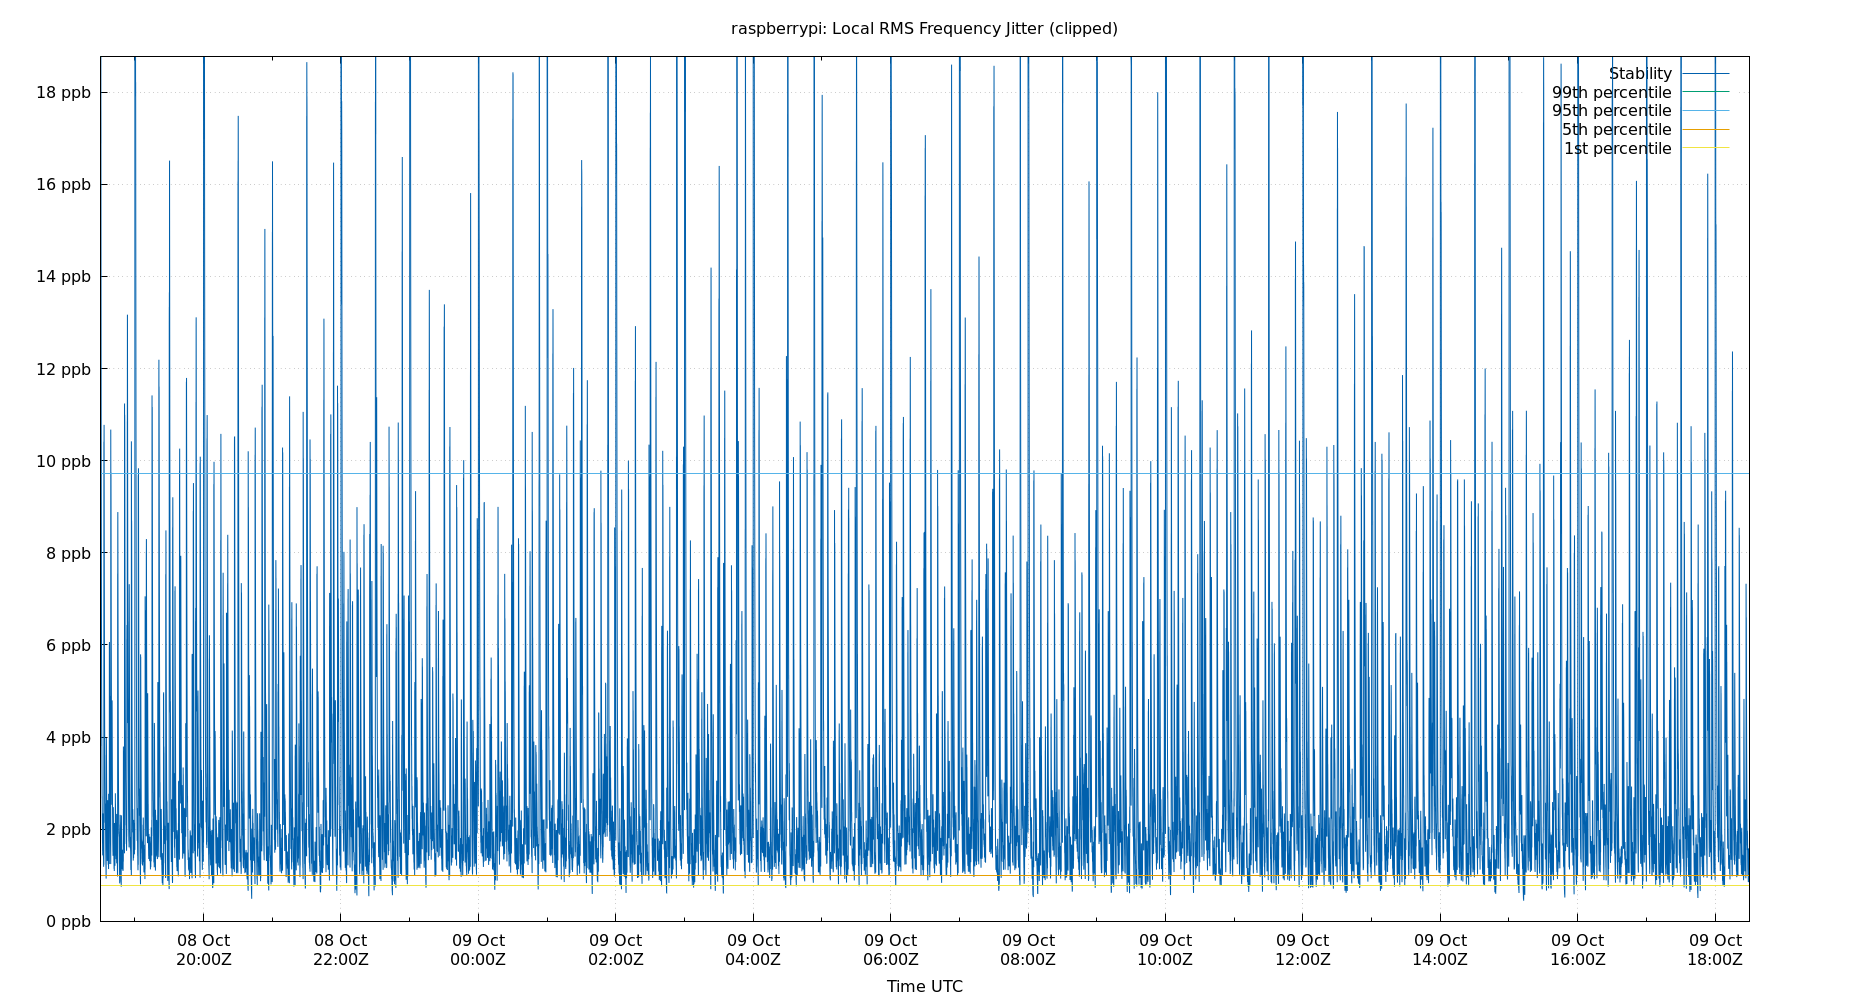 raspberrypi: Local RMS Frequency Jitter (clipped)
Stability
99th percentile
95th percentile
5th percentile
1st percentile
18 ppb
16 ppb
14 ppb
12 ppb
10 ppb
8 ppb
6 ppb
4 ppb
2 ppb
0 ppb
08 Oct 08 Oct 09 Oct 09 Oct 09 Oct 09 Oct 09 Oct 09 Oct 09 Oct 09 Oct 09 Oct 09 Oct
20:00Z 22:00Z 00:00Z 02:00Z 04:00Z 06:00Z 08:00Z 10:00Z 12:00Z 14:00Z 16:00Z 18:00Z
Time UTC